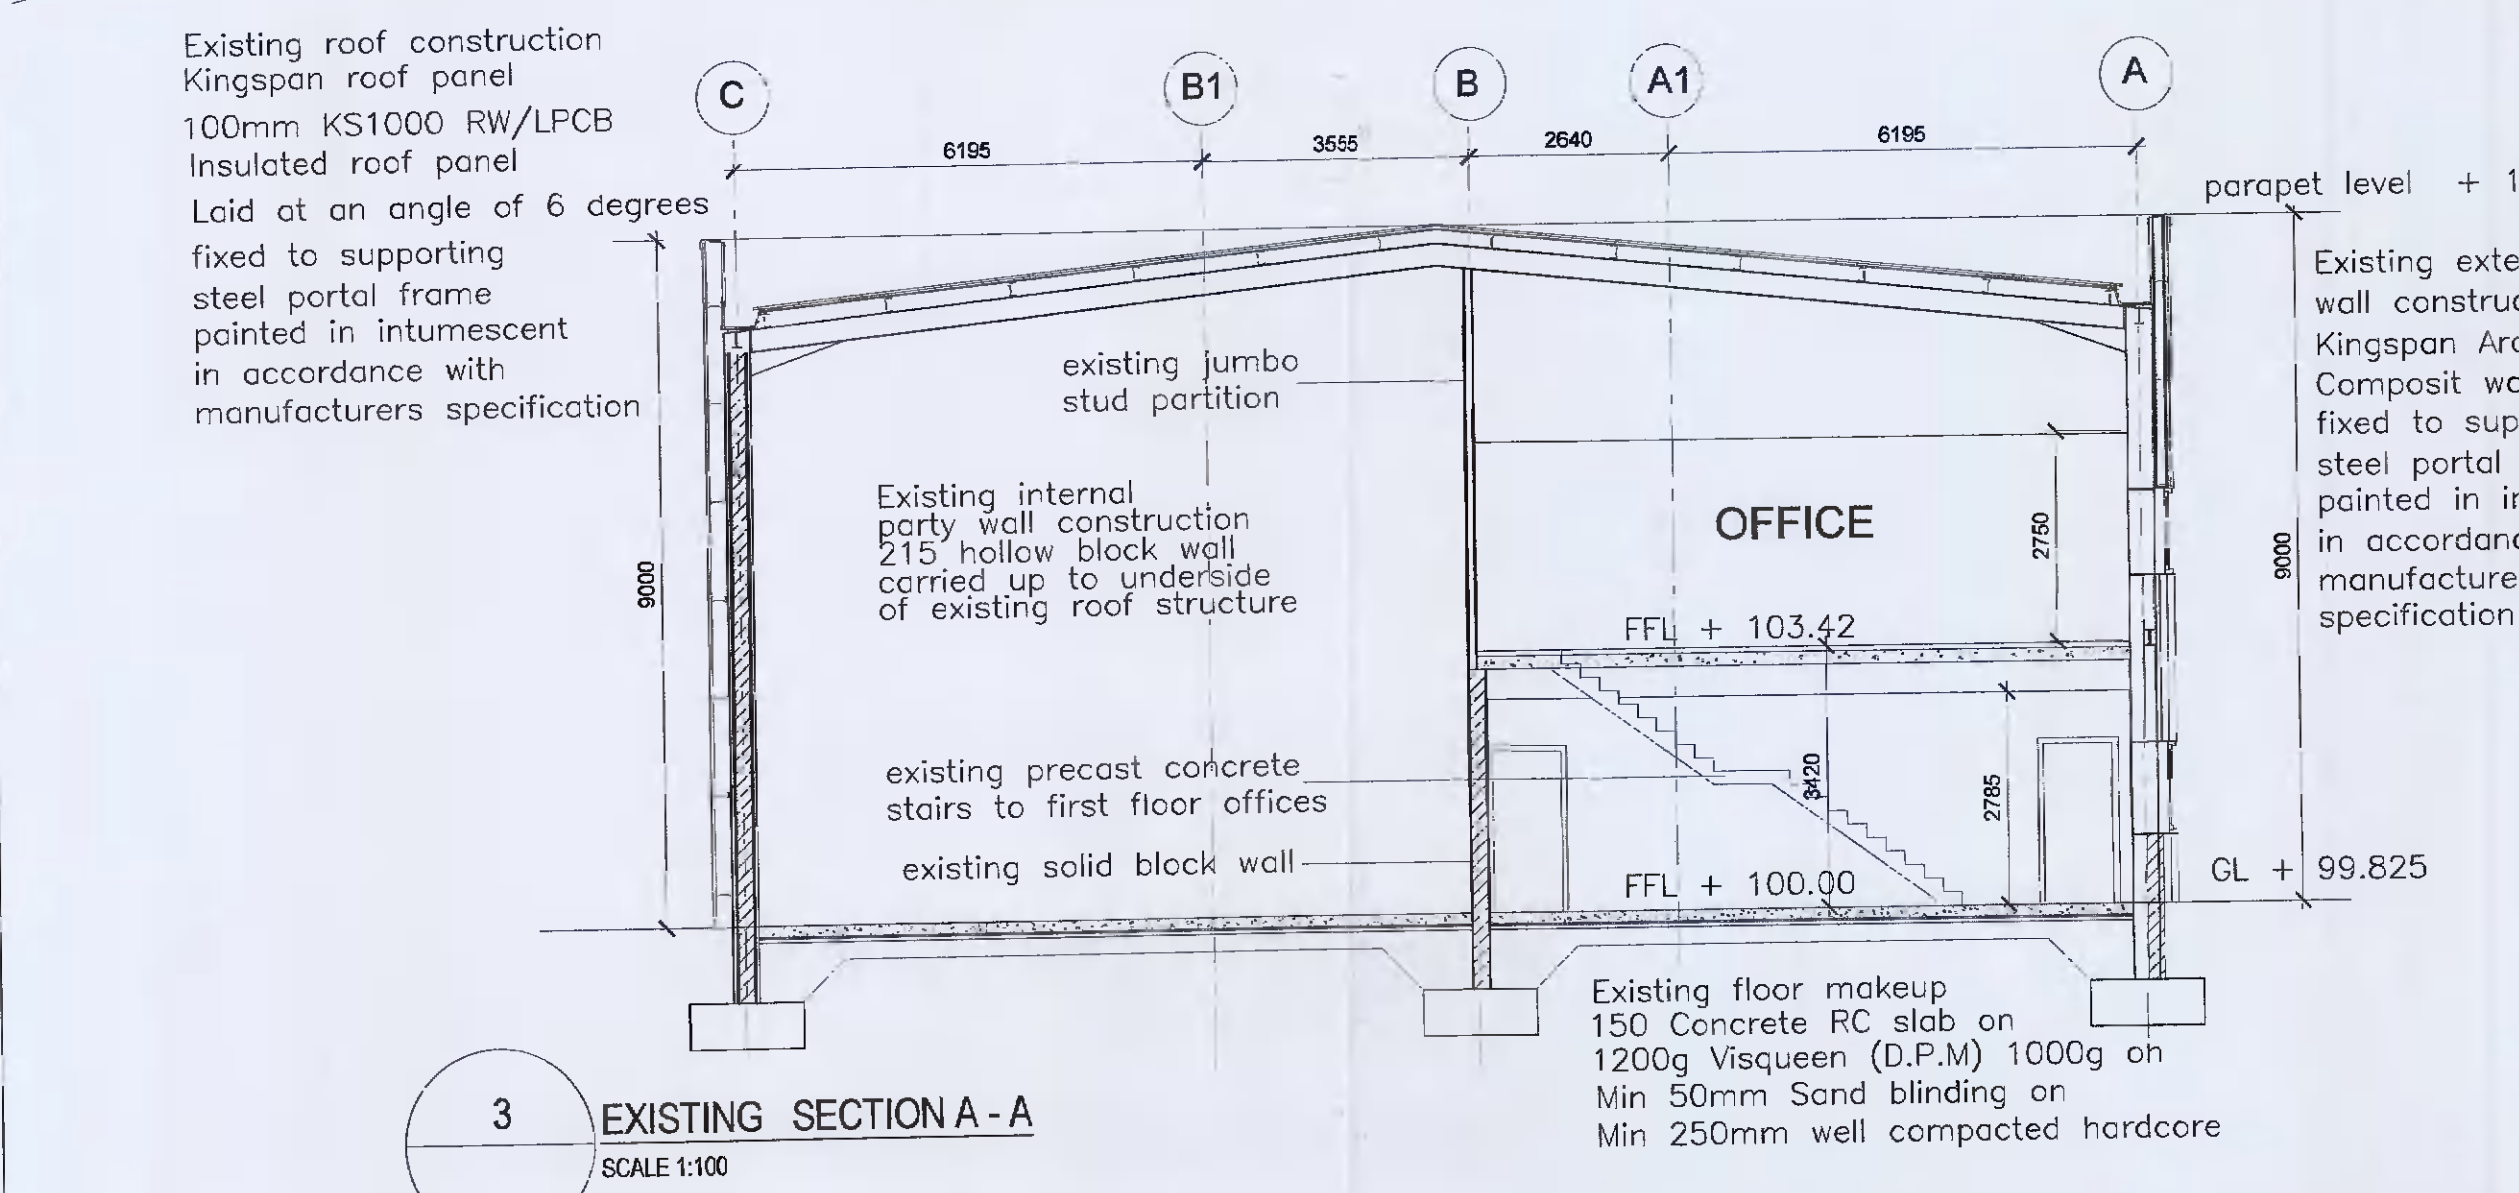 Existing roof construction
Kingspan roof panel
100mm KS1000 RW/LPCB
Insulated roof panel
Laid at an angle of 6 degrees
fixed to supporting
steel portal frame
painted in intumescent
in accordance with
manufacturers specification
C
B1
B
A1
A
6195
3555
2640
6195
parapet level + 1
Existing exte
wall construc
Kingspan Arc
Composit wa
fixed to sup
steel portal
painted in in
in accordanc
manufacture
specification
existing jumbo
stud partition
Existing internal
party wall construction
215 hollow block wall
carried up to underside
of existing roof structure
9000
OFFICE
2750
9000
FFL + 103.42
existing precast concrete
stairs to first floor offices
3420
2785
existing solid block wall
FFL + 100.00
GL + 99.825
Existing floor makeup
150 Concrete RC slab on
1200g Visqueen (D.P.M) 1000g on
Min 50mm Sand blinding on
Min 250mm well compacted hardcore
3
EXISTING SECTION A - A
SCALE 1:100